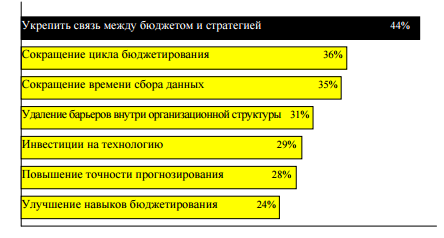 Укрепить связь между бюджетом и стратегией 44%
Сокращение цикла бюджетирования 36%
Сокращение времени сбора данных 35%
Удаление барьеров внутри организационной структуры 31%
Инвестиции на технологию 29%
Повышение точности прогнозирования 28%
Улучшение навыков бюджетирования 24%